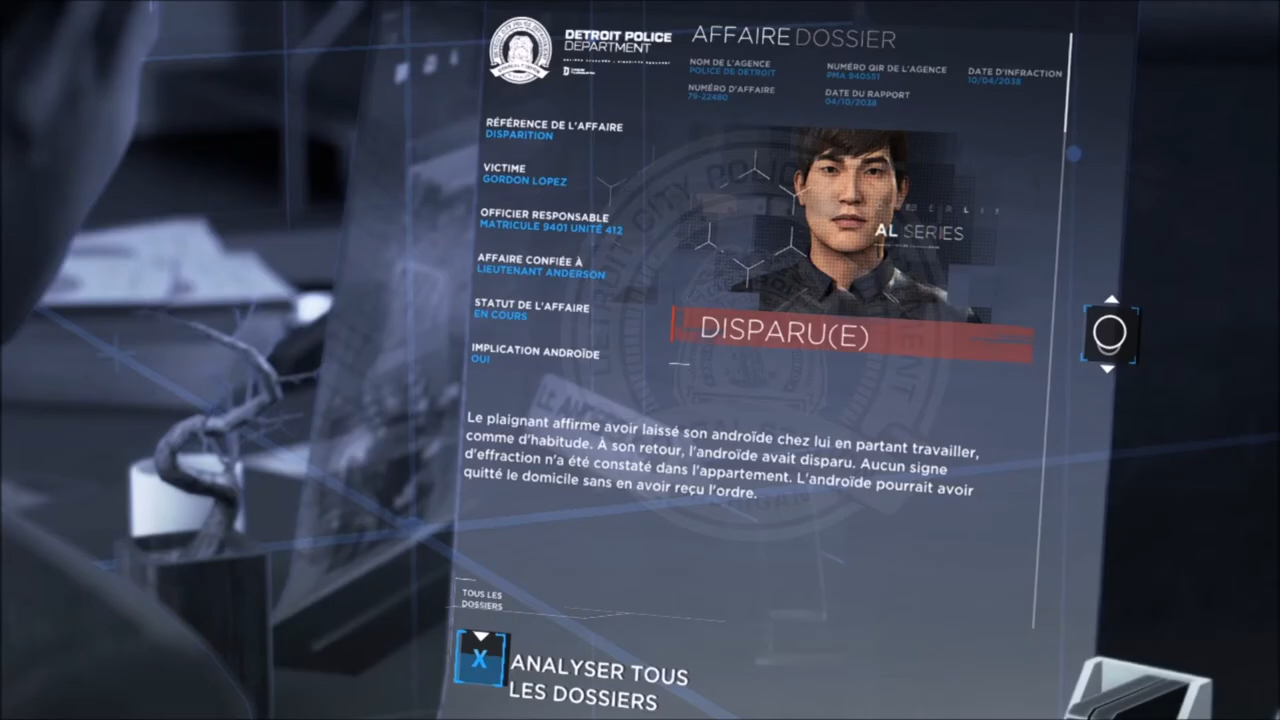 DETROIT POLICE
DEPARTMENT
AFFAIRE DOSSIER
NOM DE L'AGENCE
POLICE DE DETROIT
NUMÉRO QIR DE L'AGENCE
PMA 940551
DATE D'INFRACTION
10/04/2038
NUMÉRO D'AFFAIRE
79-22480
DATE DU RAPPORT
04/10/2038
RÉFÉRENCE DE L'AFFAIRE
DISPARITION
VICTIME
GORDON LOPEZ
OFFICIER RESPONSABLE
MATRICULE 9401 UNITÉ 412
AFFAIRE CONFIÉE À
LIEUTENANT ANDERSON
STATUT DE L'AFFAIRE
EN COURS
IMPLICATION ANDROÏDE
OUI
AL SERIES
DISPARU(E)
Le plaignant affirme avoir laissé son androïde chez lui en partant travailler,
comme d'habitude. À son retour, l'androïde avait disparu. Aucun signe
d'effraction n'a été constaté dans l'appartement. L'androïde pourrait avoir
quitté le domicile sans en avoir reçu l'ordre.
TOUS LES
DOSSIERS
X
ANALYSER TOUS
LES DOSSIERS